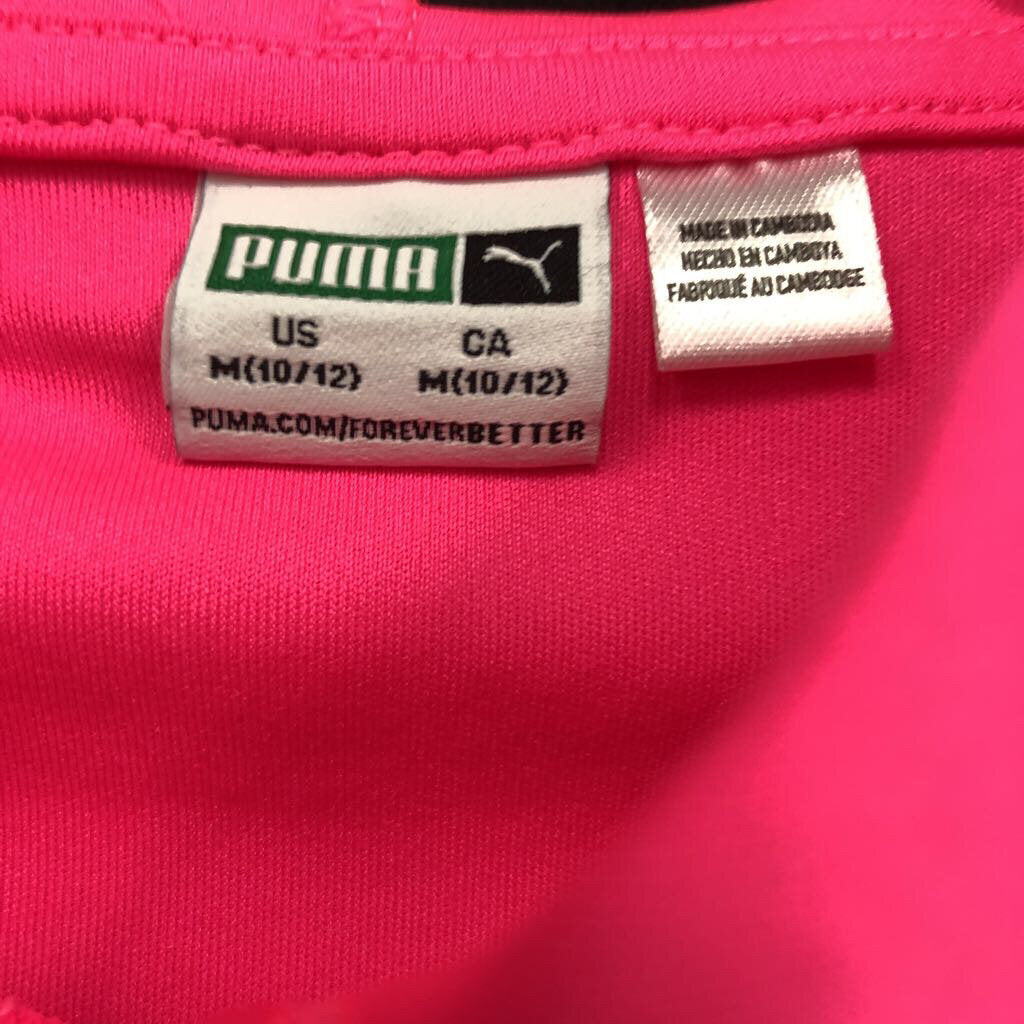 PUMA
US CA
M(10/12) M(10/12)
PUMA.COM/FOREVERBETTER
MADE IN CAMBODIA
HECHO EN CAMBOYA
FABRIQUÉ AU CAMBODGE